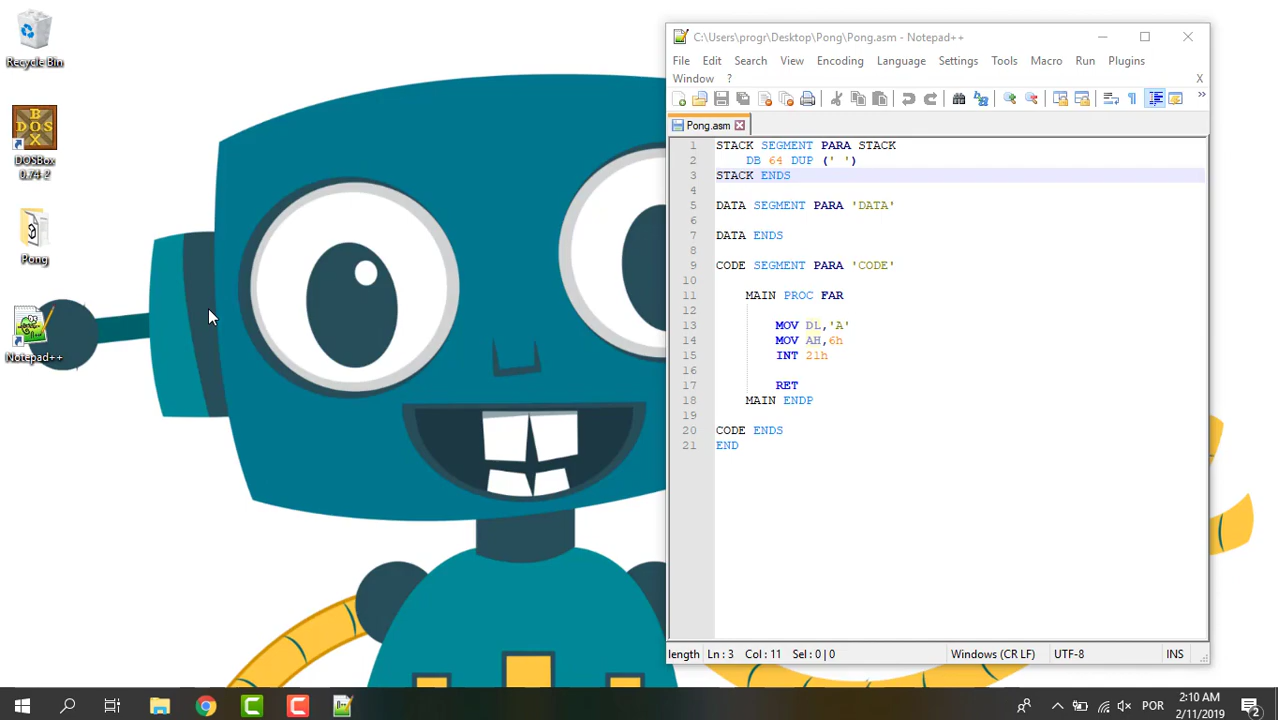 Recycle Bin
BOX
DOS
DOSBox
0.74-2
Pong
Notepad++
C:\Users\progr\Desktop\Pong\Pong.asm - Notepad++
File Edit Search View Encoding Language Settings Tools Macro Run Plugins
Window ? X
Pong.asm
1 STACK SEGMENT PARA STACK
2     DB 64 DUP (' ')
3 STACK ENDS
4
5 DATA SEGMENT PARA 'DATA'
6
7 DATA ENDS
8
9 CODE SEGMENT PARA 'CODE'
10
11     MAIN PROC FAR
12
13         MOV DL,'A'
14         MOV AH,6h
15         INT 21h
16
17         RET
18     MAIN ENDP
19
20 CODE ENDS
21 END
length Ln : 3 Col : 11 Sel : 0 | 0 Windows (CR LF) UTF-8 INS
POR
2:10 AM
2/11/2019
2